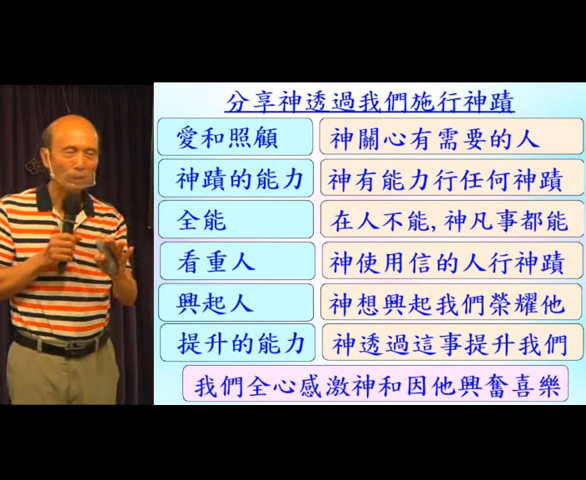 分享神透過我們施行神蹟
愛和照顧 神關心有需要的人
神蹟的能力 神有能力行任何神蹟
全能 在人不能,神凡事都能
看重人 神使用信的人行神蹟
興起人 神想興起我們榮耀他
提升的能力 神透過這事提升我們
我們全心感激神和因他興奮喜樂